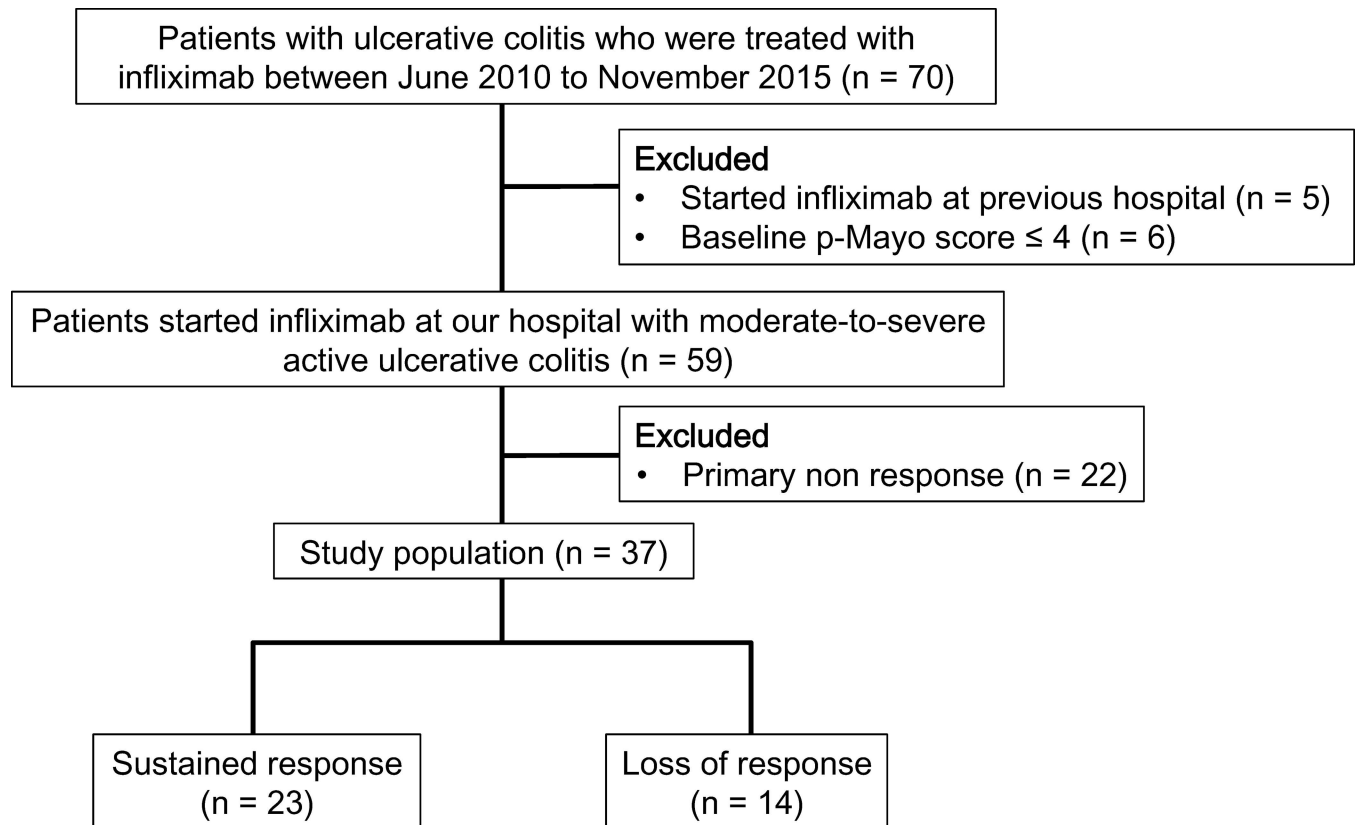 Patients with ulcerative colitis who were treated with
infliximab between June 2010 to November 2015 (n = 70)
Excluded
• Started infliximab at previous hospital (n = 5)
• Baseline p-Mayo score ≤ 4 (n = 6)
Patients started infliximab at our hospital with moderate-to-severe
active ulcerative colitis (n = 59)
Excluded
• Primary non response (n = 22)
Study population (n = 37)
Sustained response
(n = 23)
Loss of response
(n = 14)